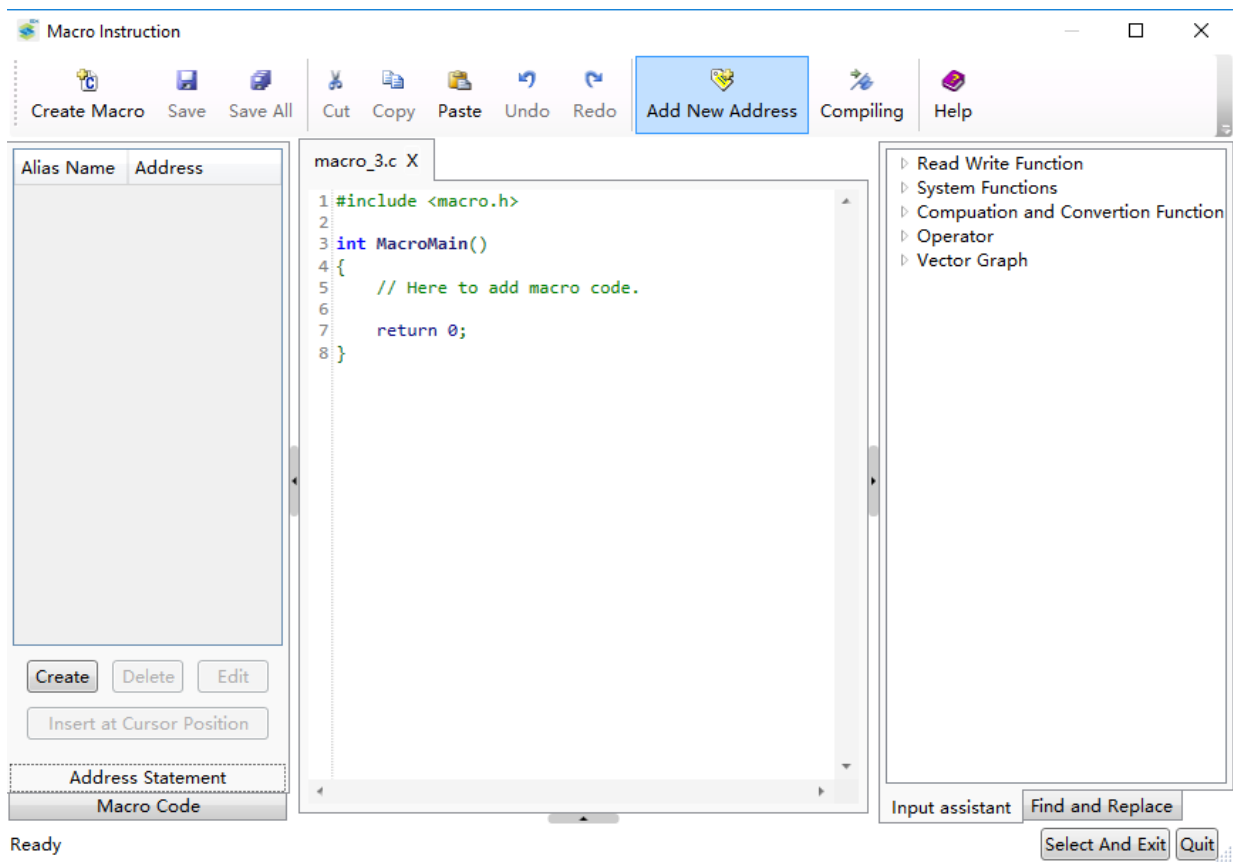 Macro Instruction
Create Macro Save Save All Cut Copy Paste Undo Redo Add New Address Compiling Help
Alias Name Address
macro_3.c X
1 #include <macro.h>
2
3 int MacroMain()
4 {
5     // Here to add macro code.
6
7     return 0;
8 }
Read Write Function
System Functions
Compuation and Convertion Function
Operator
Vector Graph
Create Delete Edit
Insert at Cursor Position
Address Statement
Macro Code
Input assistant Find and Replace
Ready
Select And Exit Quit